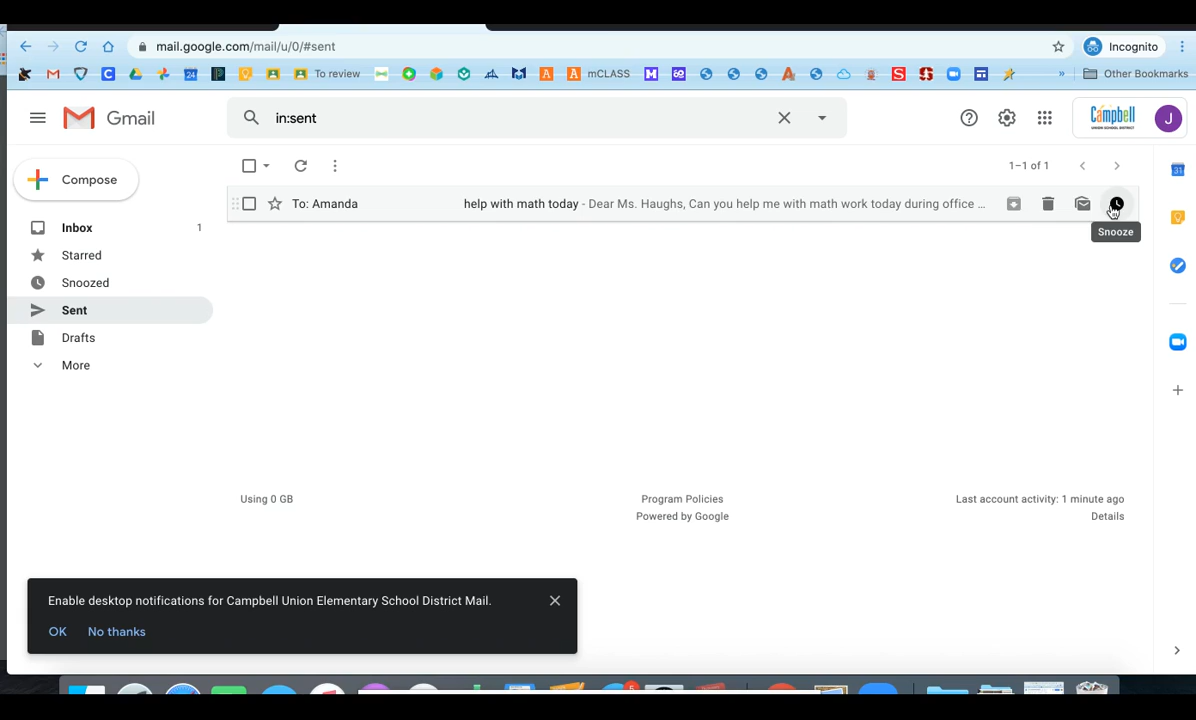 mail.google.com/mail/u/0/#sent
Incognito
To review
mCLASS
»
Other Bookmarks
Gmail
in:sent
Campbell
UNION SCHOOL DISTRICT
J
Compose
1–1 of 1
Inbox 1
To: Amanda
help with math today - Dear Ms. Haughs, Can you help me with math work today during office …
Snooze
Starred
Snoozed
Sent
Drafts
More
Using 0 GB
Program Policies
Powered by Google
Last account activity: 1 minute ago
Details
Enable desktop notifications for Campbell Union Elementary School District Mail.
OK
No thanks